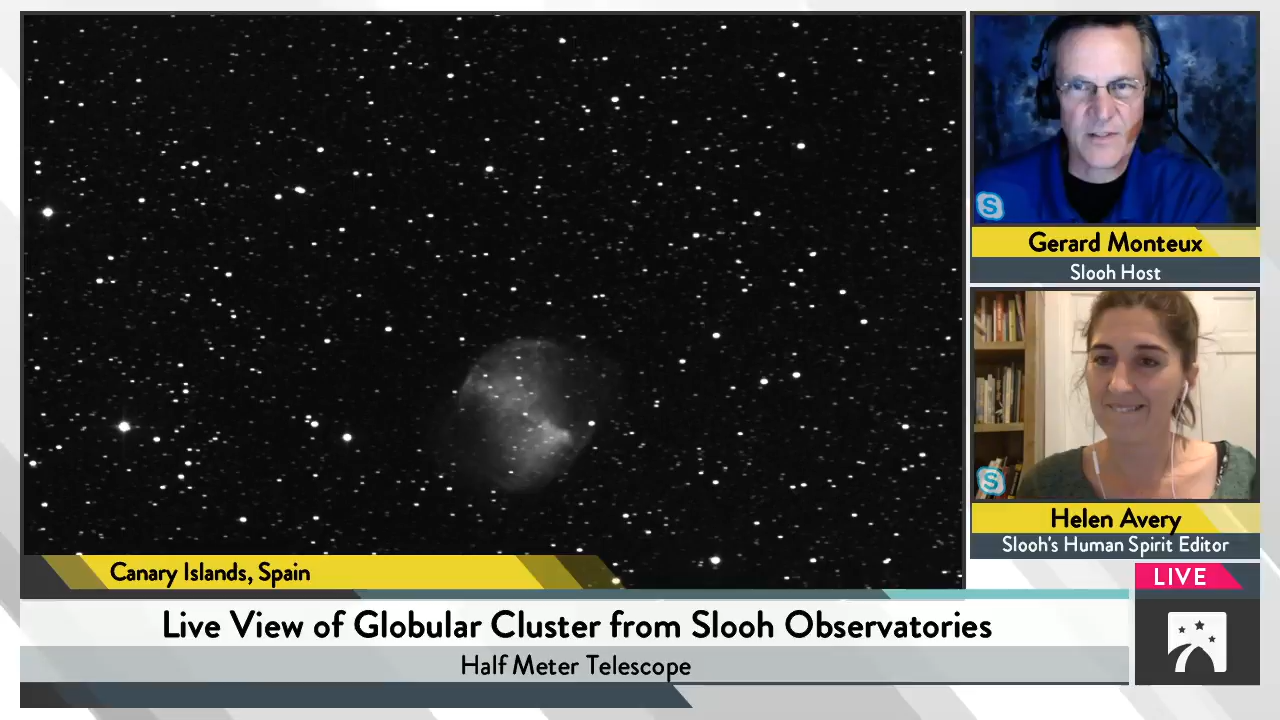 Gerard Monteux
Slooh Host
Helen Avery
Slooh's Human Spirit Editor
Canary Islands, Spain
LIVE
Live View of Globular Cluster from Slooh Observatories
Half Meter Telescope